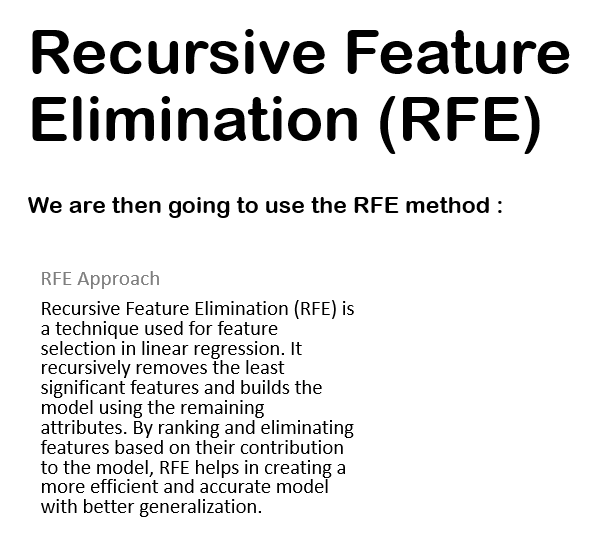 Recursive Feature
Elimination (RFE)
We are then going to use the RFE method :
RFE Approach
Recursive Feature Elimination (RFE) is
a technique used for feature
selection in linear regression. It
recursively removes the least
significant features and builds the
model using the remaining
attributes. By ranking and eliminating
features based on their contribution
to the model, RFE helps in creating a
more efficient and accurate model
with better generalization.